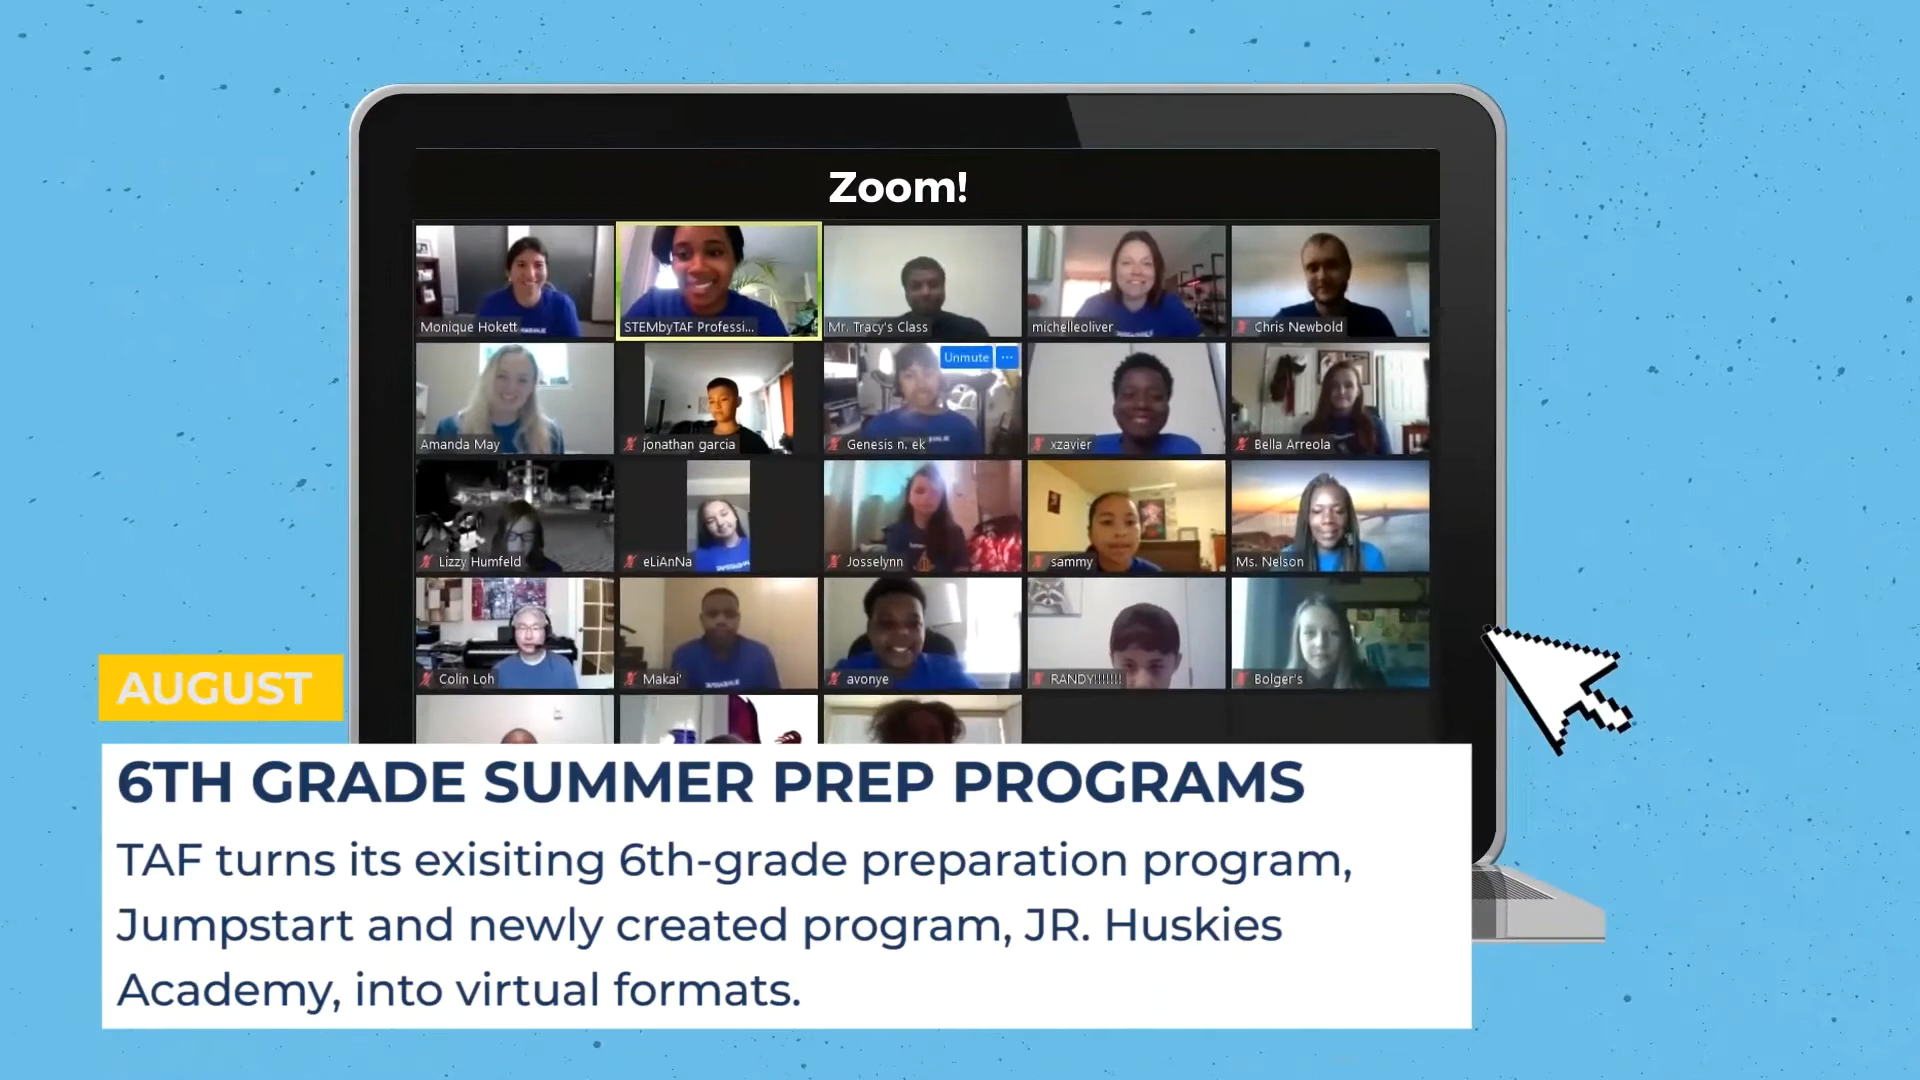 Zoom!
Monique Hokett
STEMbyTAF Professi...
Mr. Tracy's Class
michelleoliver
Chris Newbold
Unmute ...
Amanda May
jonathan garcia
Genesis n. ek
xzavier
Bella Arreola
Lizzy Humfeld
eLiAnNa
Josselynn
sammy
Ms. Nelson
Colin Loh
Makai'
avonye
RANDY!!!!!!!
Bolger's
AUGUST
6TH GRADE SUMMER PREP PROGRAMS
TAF turns its exisiting 6th-grade preparation program,
Jumpstart and newly created program, JR. Huskies
Academy, into virtual formats.